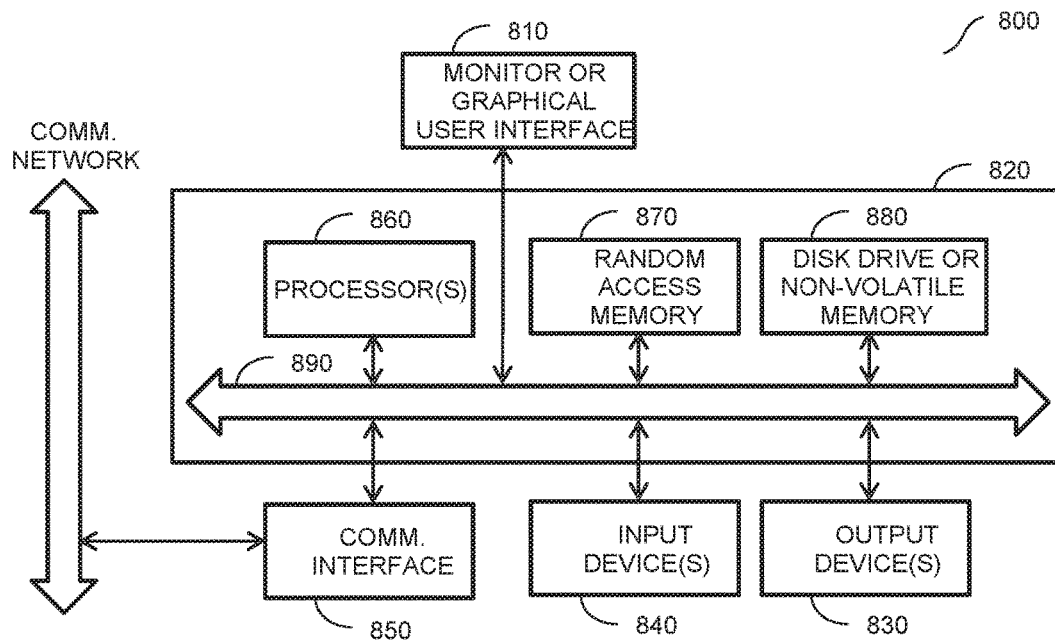 800
810
MONITOR OR
GRAPHICAL
USER INTERFACE
COMM.
NETWORK
820
860
870
880
PROCESSOR(S)
RANDOM
ACCESS
MEMORY
DISK DRIVE OR
NON-VOLATILE
MEMORY
890
COMM.
INTERFACE
INPUT
DEVICE(S)
OUTPUT
DEVICE(S)
850
840
830